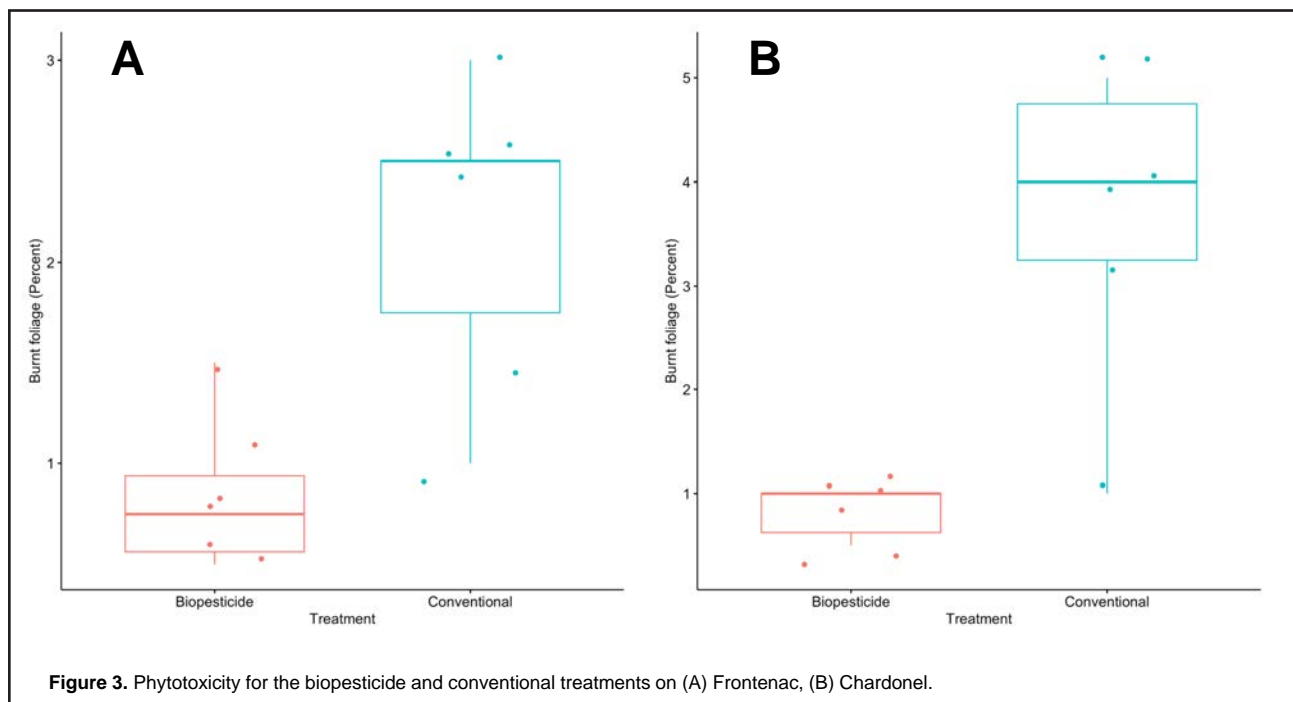 A
3
2
1
Burnt foliage (Percent)
Biopesticide
Conventional
Treatment
B
5
4
3
2
1
Burnt foliage (Percent)
Biopesticide
Conventional
Treatment
Figure 3. Phytotoxicity for the biopesticide and conventional treatments on (A) Frontenac, (B) Chardonel.